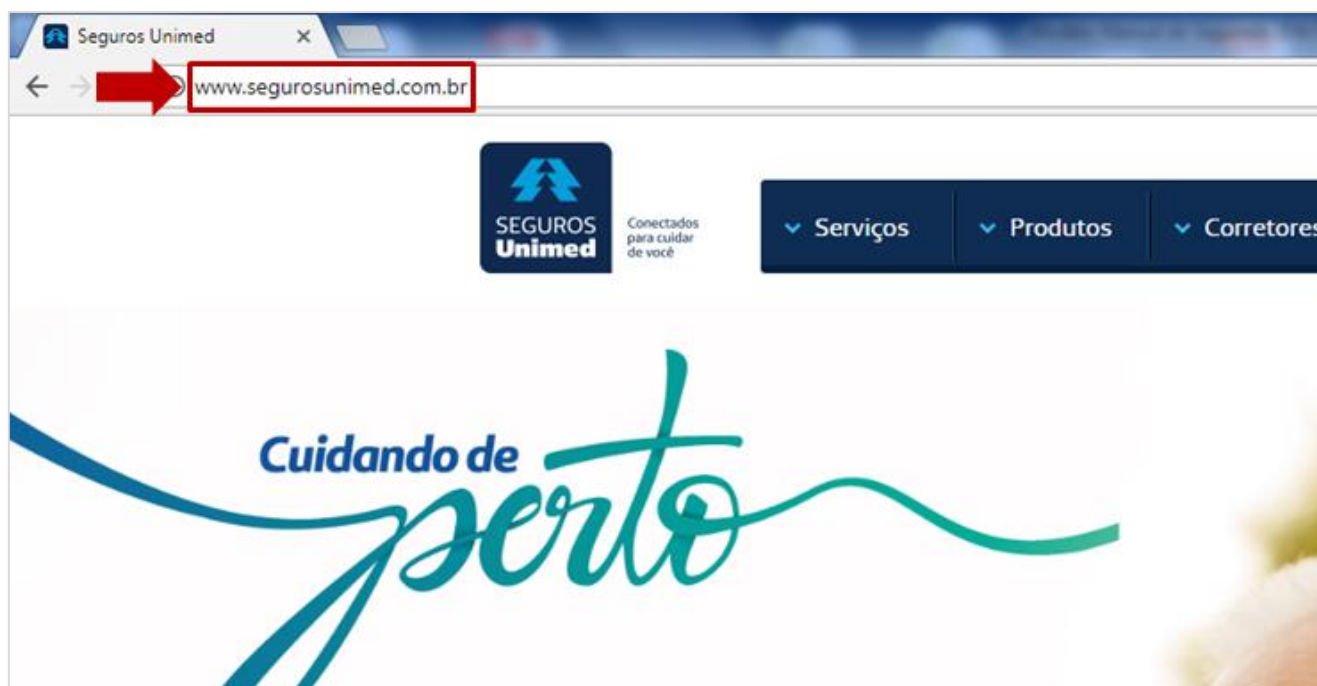 Seguros Unimed
www.segurosunimed.com.br
SEGUROS
Unimed
Conectados
para cuidar
de você
Serviços
Produtos
Corretores
Cuidando de
perto